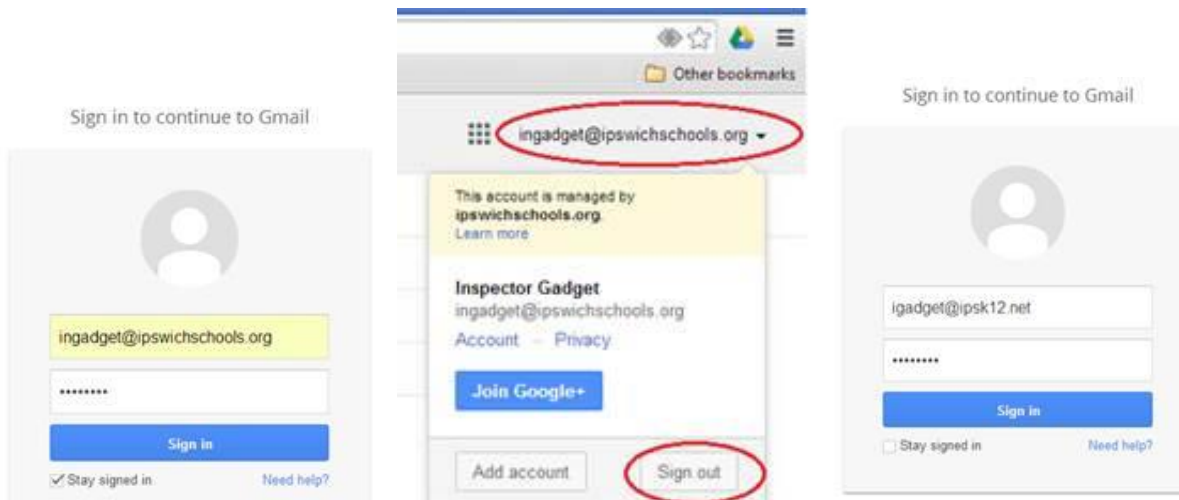 Sign in to continue to Gmail
ingadget@ipswichschools.org
••••••••
Sign in
Stay signed in
Need help?
Other bookmarks
ingadget@ipswichschools.org
This account is managed by
ipswichschools.org.
Learn more
Inspector Gadget
ingadget@ipswichschools.org
Account – Privacy
Join Google+
Add account
Sign out
Sign in to continue to Gmail
igadget@ipsk12.net
••••••••
Sign in
Stay signed in
Need help?